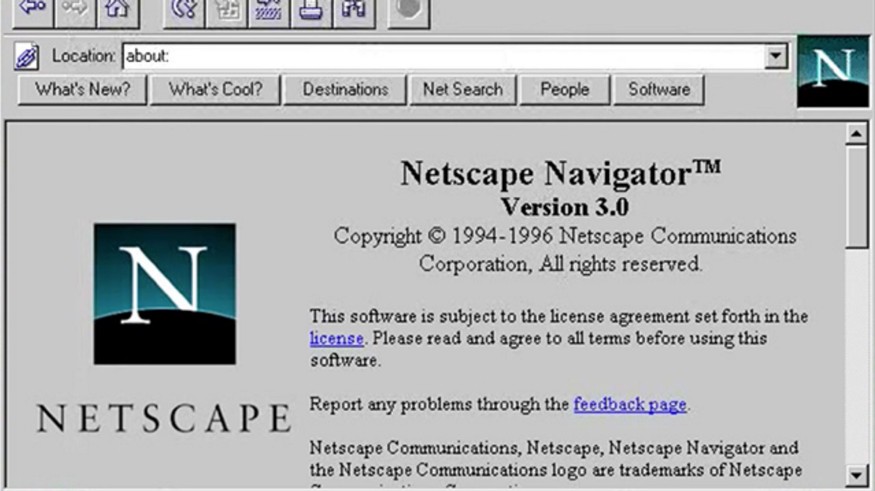 Location: about:
What's New? What's Cool? Destinations Net Search People Software
N
Netscape Navigator™
Version 3.0
Copyright © 1994-1996 Netscape Communications
Corporation, All rights reserved.
N
NETSCAPE
This software is subject to the license agreement set forth in the
license. Please read and agree to all terms before using this
software.
Report any problems through the feedback page.
Netscape Communications, Netscape, Netscape Navigator and
the Netscape Communications logo are trademarks of Netscape